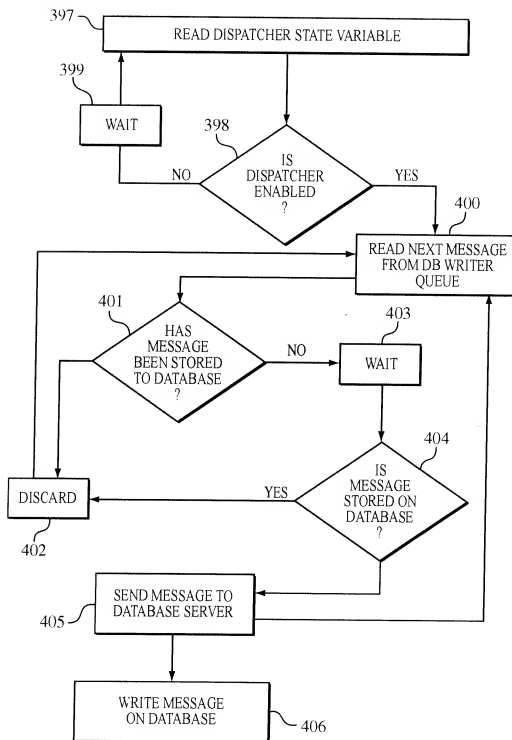 397
READ DISPATCHER STATE VARIABLE
399
WAIT
398
IS
DISPATCHER
ENABLED
?
NO
YES
400
READ NEXT MESSAGE
FROM DB WRITER
QUEUE
401
HAS
MESSAGE
BEEN STORED
TO DATABASE
?
NO
403
WAIT
404
IS
MESSAGE
STORED ON
DATABASE
?
YES
DISCARD
402
SEND MESSAGE TO
DATABASE SERVER
405
WRITE MESSAGE
ON DATABASE
406